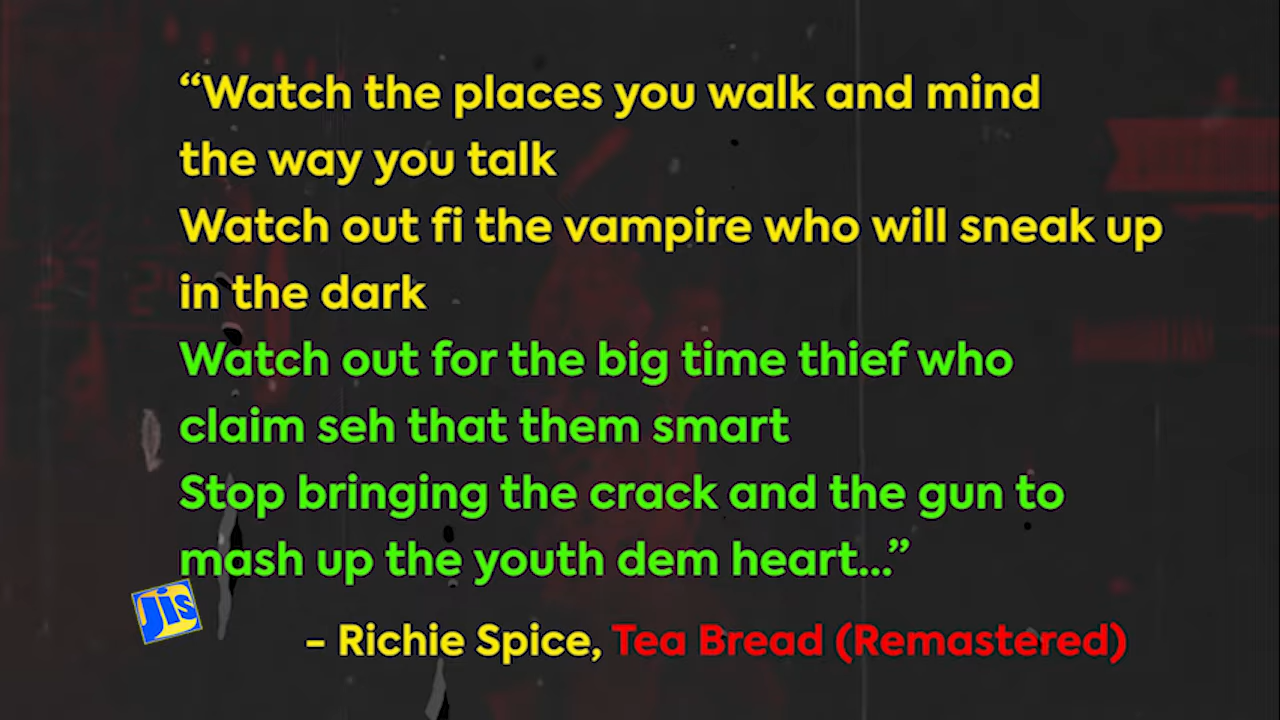 “Watch the places you walk and mind
the way you talk
Watch out fi the vampire who will sneak up
in the dark
Watch out for the big time thief who
claim seh that them smart
Stop bringing the crack and the gun to
mash up the youth dem heart...”
Jis
– Richie Spice, Tea Bread (Remastered)